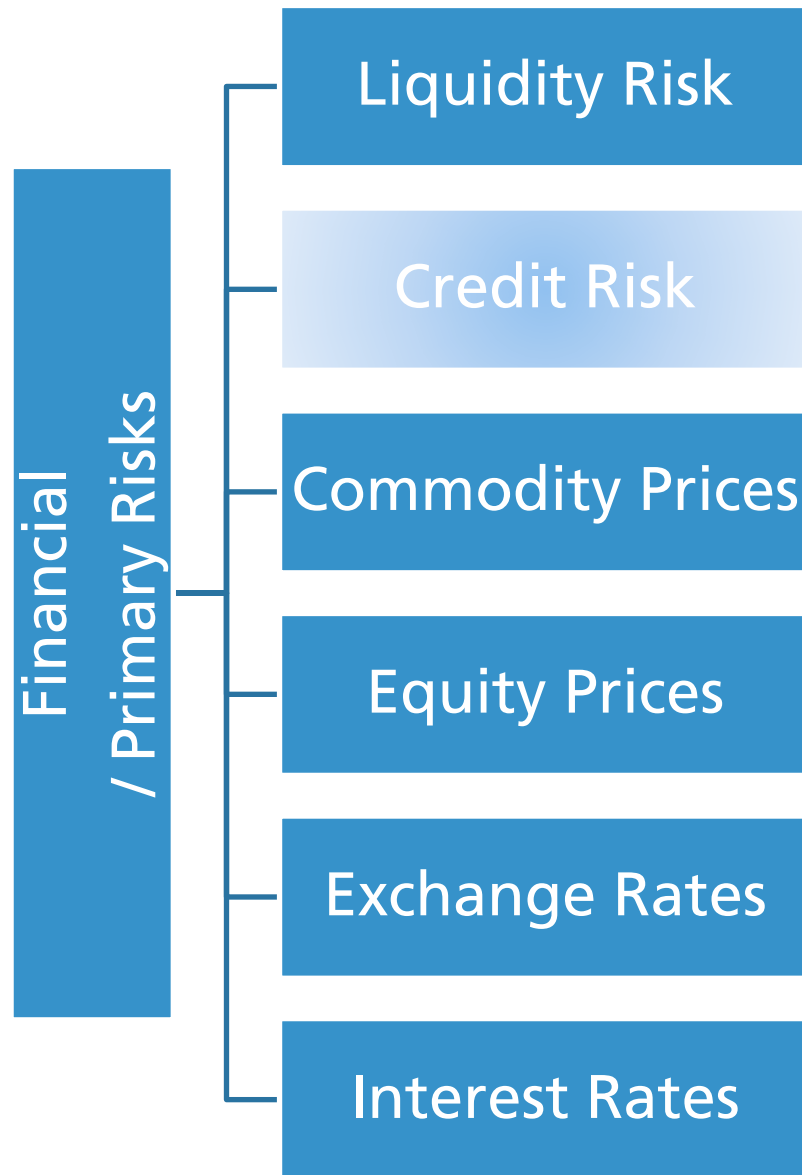 Financial
/ Primary Risks
Liquidity Risk
Credit Risk
Commodity Prices
Equity Prices
Exchange Rates
Interest Rates